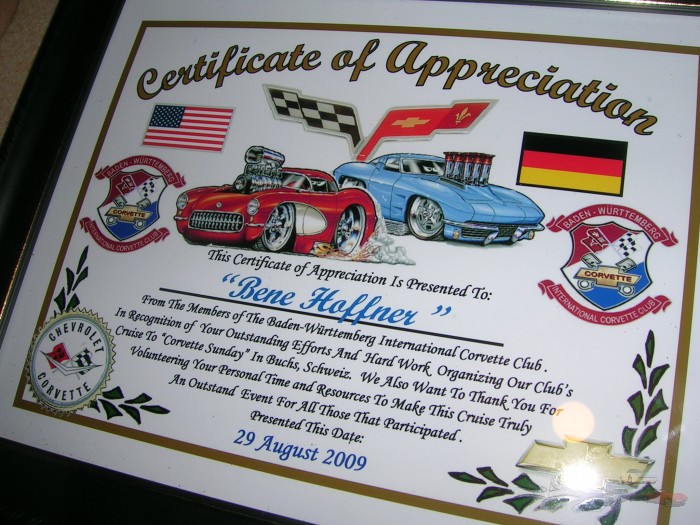 Certificate of Appreciation
BADEN - WÜRTTEMBERG
CORVETTE
INTERNATIONAL CORVETTE CLUB
BADEN - WÜRTTEMBERG
CORVETTE
INTERNATIONAL CORVETTE CLUB
This Certificate of Appreciation Is Presented To:
“Bene Hoffner ”
From The Members of The Baden-Württemberg International Corvette Club .
In Recognition of Your Outstanding Efforts And Hard Work Organizing Our Club's
Cruise To “Corvette Sunday” In Buchs, Schweiz. We Also Want To Thank You For
Volunteering Your Personal Time and Resources To Make This Cruise Truly
An Outstand Event For All Those That Participated .
Presented This Date:
29 August 2009
CHEVROLET
CORVETTE